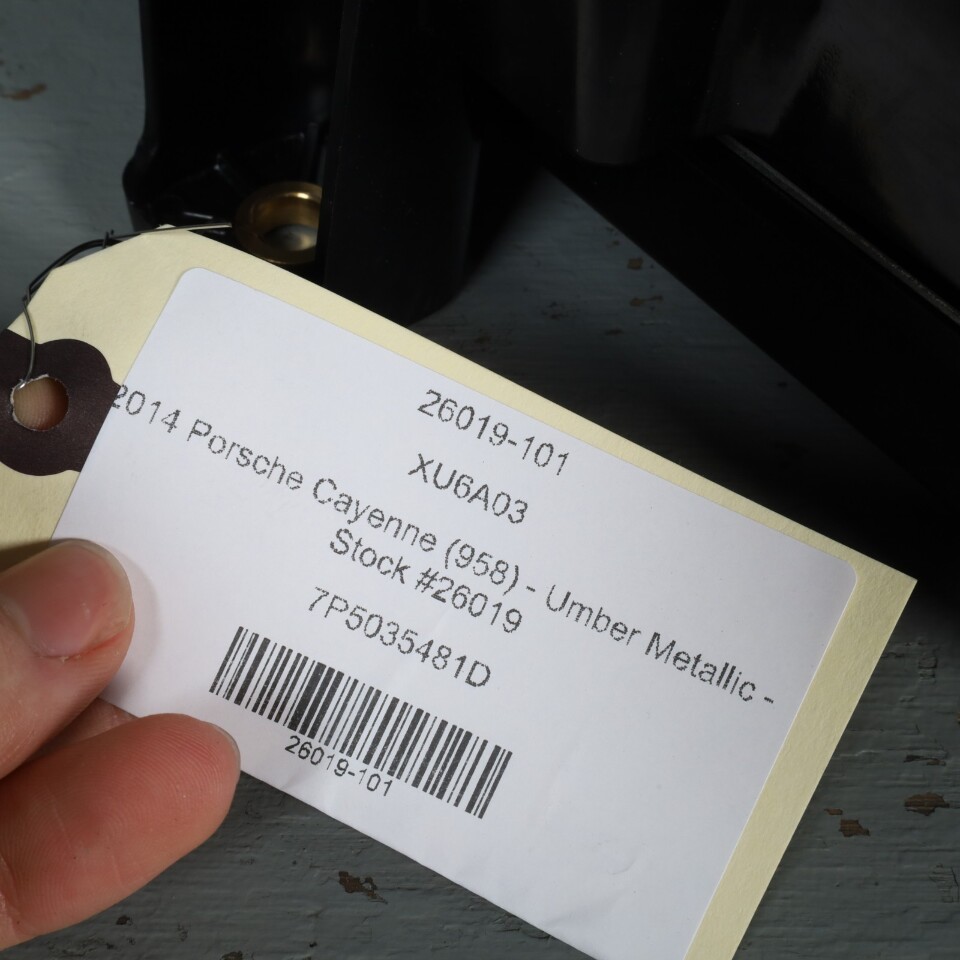 26019-101
XU6A03
2014 Porsche Cayenne (958) - Umber Metallic -
Stock #26019
7P5035481D
26019-101